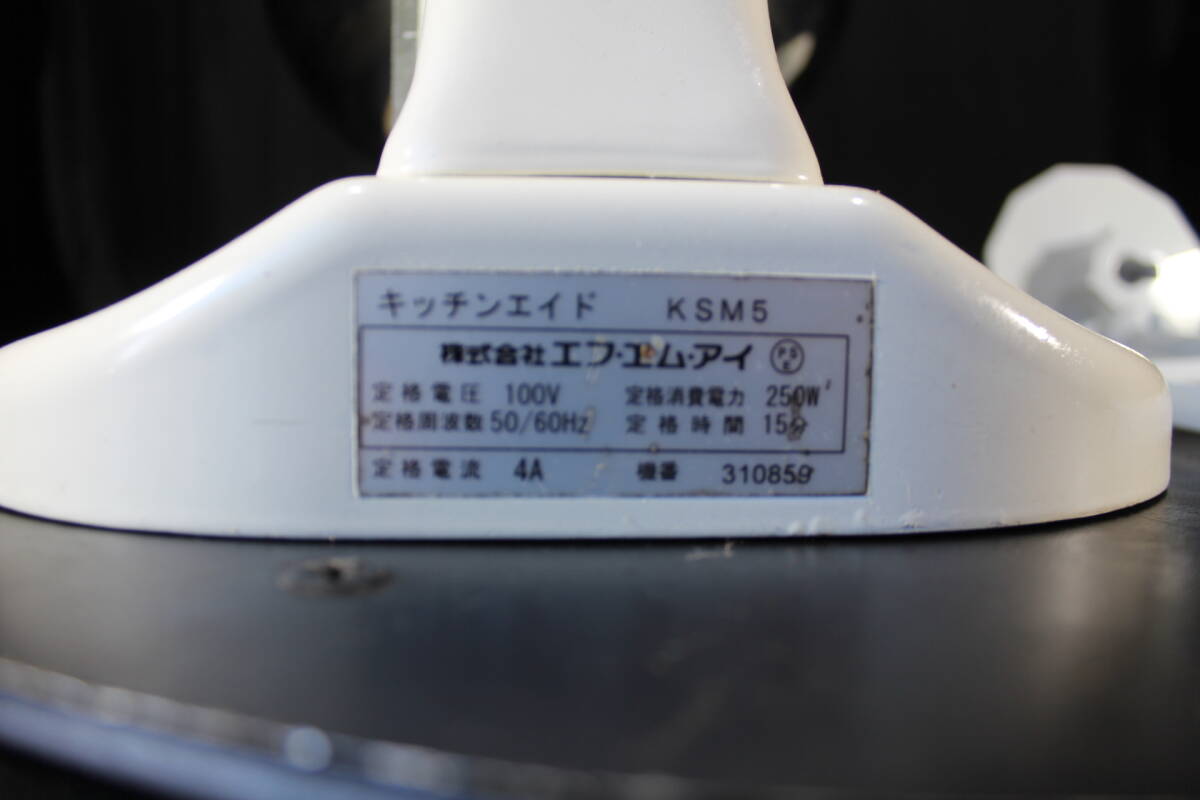 キッチンエイド KSM5
株式会社 エフ・エム・アイ PSE
定格電圧 100V 定格消費電力 250W
定格周波数 50/60Hz 定格時間 15分
定格電流 4A 機番 310859